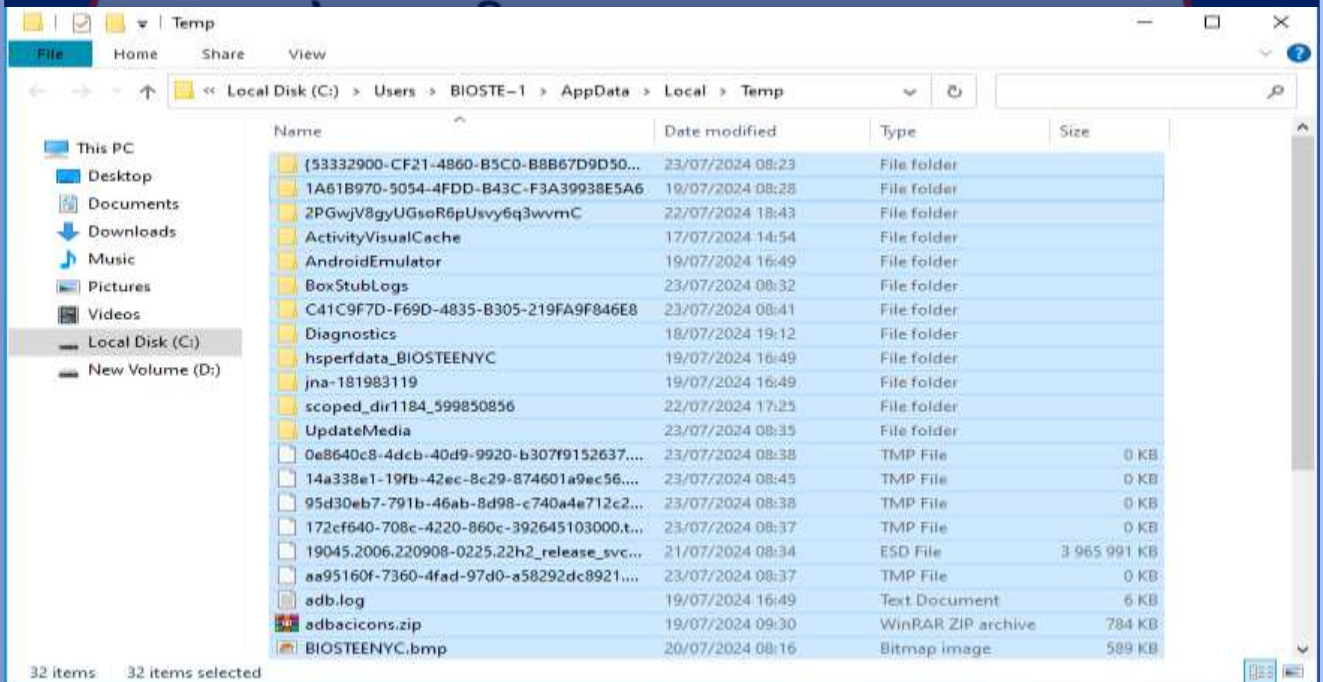 Temp
File Home Share View
« Local Disk (C:) > Users > BIOSTE~1 > AppData > Local > Temp
Name Date modified Type Size
This PC
Desktop
Documents
Downloads
Music
Pictures
Videos
Local Disk (C:)
New Volume (D:)
{53332900-CF21-4860-B5C0-B8B67D9D50... 23/07/2024 08:23 File folder
1A61B970-5054-4FDD-B43C-F3A39938E5A6 19/07/2024 08:28 File folder
2PGwjV8gyUGsoR6pUsvy6q3wvmC 22/07/2024 18:43 File folder
ActivityVisualCache 17/07/2024 14:54 File folder
AndroidEmulator 19/07/2024 16:49 File folder
BoxStubLogs 23/07/2024 08:32 File folder
C41C9F7D-F69D-4835-B305-219FA9F846E8 23/07/2024 08:41 File folder
Diagnostics 18/07/2024 19:12 File folder
hsperfdata_BIOSTEENYC 19/07/2024 16:49 File folder
jna-181983119 19/07/2024 16:49 File folder
scoped_dir1184_599850856 22/07/2024 17:25 File folder
UpdateMedia 23/07/2024 08:35 File folder
0e8640c8-4dcb-40d9-9920-b307f9152637.... 23/07/2024 08:38 TMP File 0 KB
14a338e1-19fb-42ec-8c29-874601a9ec56.... 23/07/2024 08:45 TMP File 0 KB
95d30eb7-791b-46ab-8d98-c740a4e712c2... 23/07/2024 08:38 TMP File 0 KB
172cf640-708c-4220-860c-392645103000.t... 23/07/2024 08:37 TMP File 0 KB
19045.2006.220908-0225.22h2_release_svc... 21/07/2024 08:34 ESD File 3 965 991 KB
aa95160f-7360-4fad-97d0-a58292dc8921.... 23/07/2024 08:37 TMP File 0 KB
adb.log 19/07/2024 16:49 Text Document 6 KB
adbacicons.zip 19/07/2024 09:30 WinRAR ZIP archive 784 KB
BIOSTEENYC.bmp 20/07/2024 08:16 Bitmap image 589 KB
32 items 32 items selected